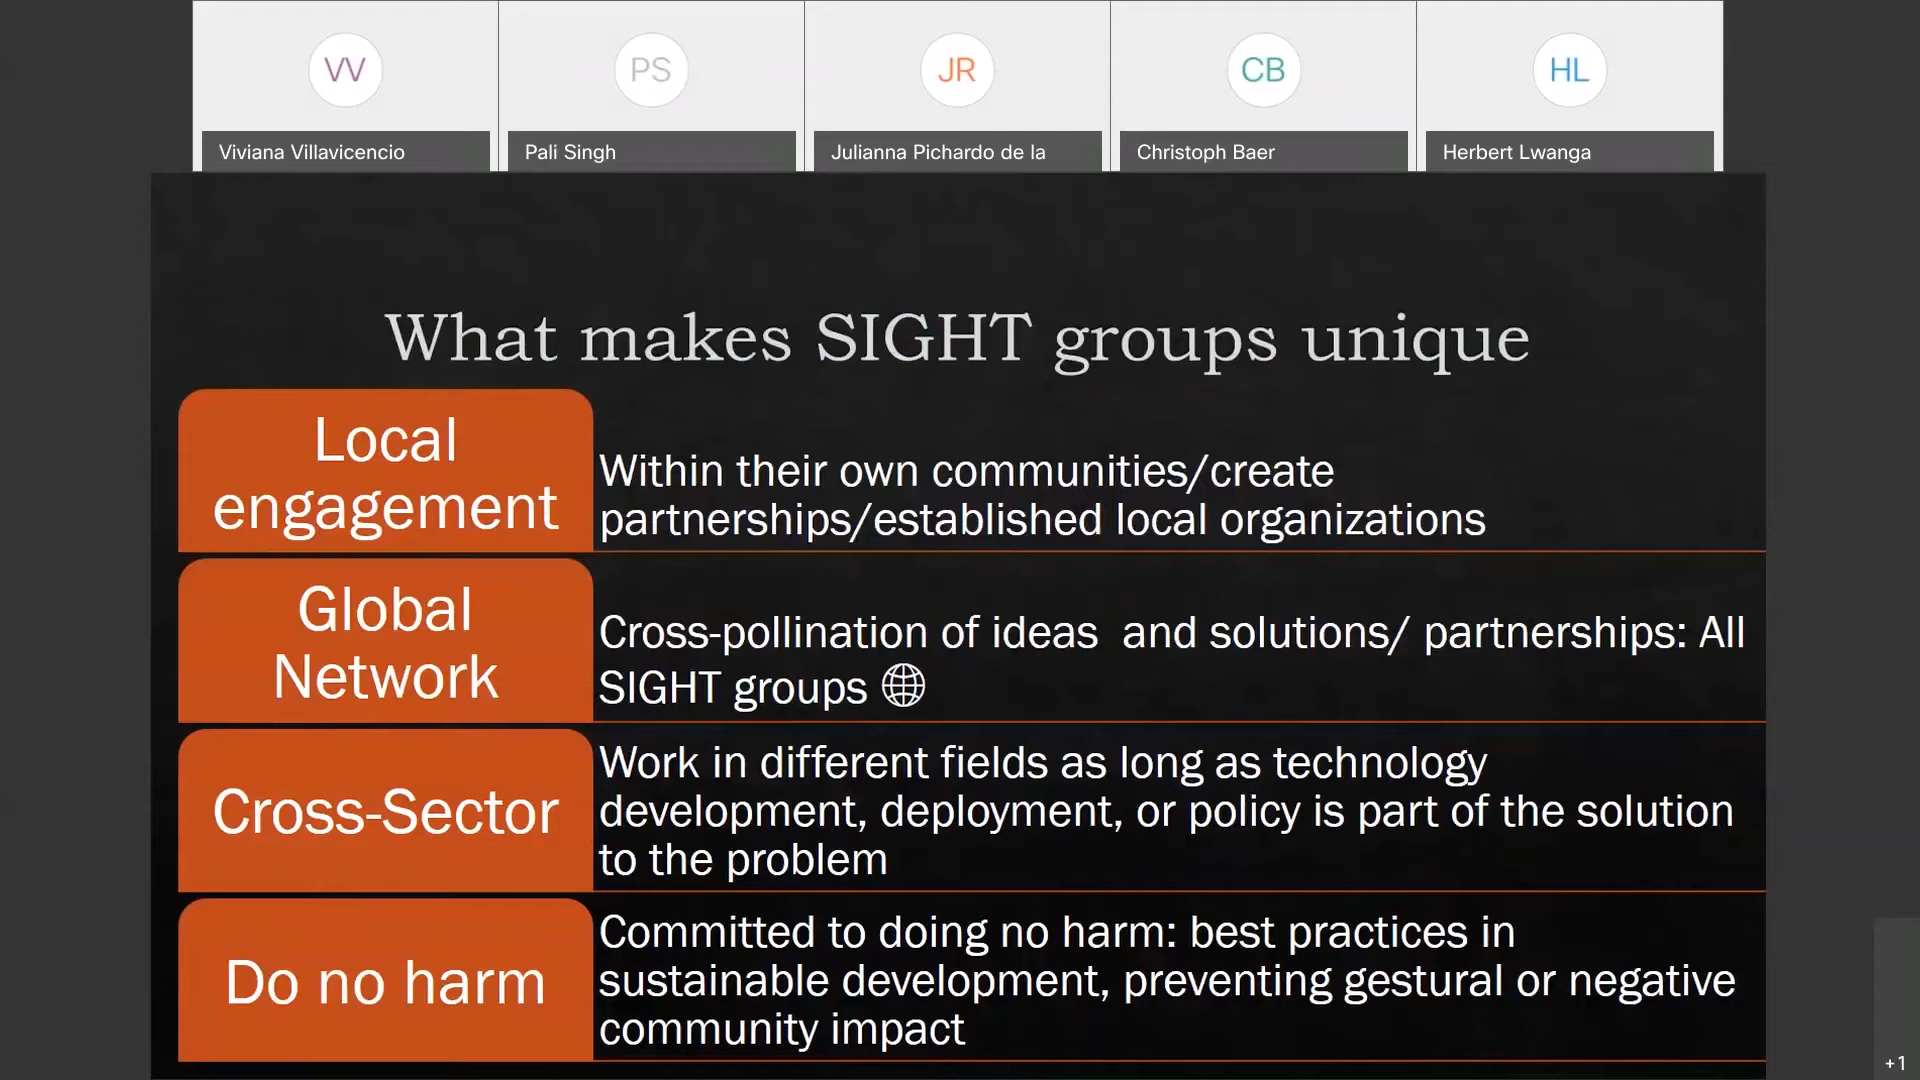 VV
PS
JR
CB
HL
Viviana Villavicencio
Pali Singh
Julianna Pichardo de la
Christoph Baer
Herbert Lwanga
What makes SIGHT groups unique
Local
engagement
Within their own communities/create
partnerships/established local organizations
Global
Network
Cross-pollination of ideas  and solutions/ partnerships: All
SIGHT groups
Cross-Sector
Work in different fields as long as technology
development, deployment, or policy is part of the solution
to the problem
Do no harm
Committed to doing no harm: best practices in
sustainable development, preventing gestural or negative
community impact
+1